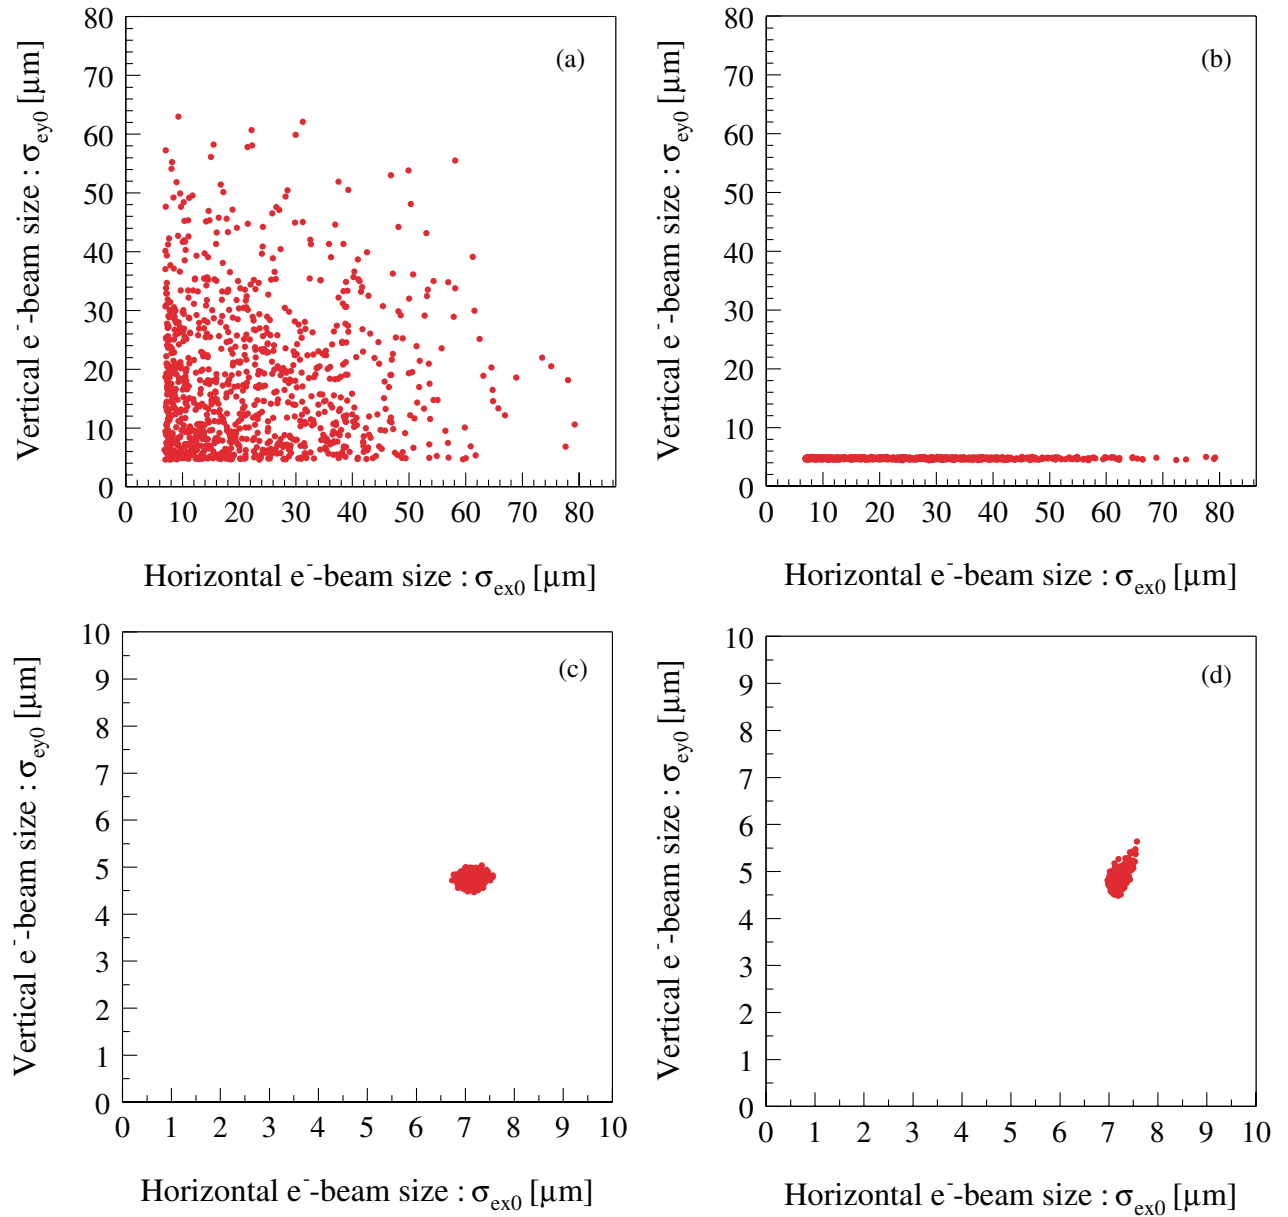 80
70
60
50
40
30
20
10
0
Vertical e⁻-beam size : σey0 [μm]
(a)
0 10 20 30 40 50 60 70 80
Horizontal e⁻-beam size : σex0 [μm]
80
70
60
50
40
30
20
10
0
Vertical e⁻-beam size : σey0 [μm]
(b)
0 10 20 30 40 50 60 70 80
Horizontal e⁻-beam size : σex0 [μm]
10
9
8
7
6
5
4
3
2
1
0
Vertical e⁻-beam size : σey0 [μm]
(c)
0 1 2 3 4 5 6 7 8 9 10
Horizontal e⁻-beam size : σex0 [μm]
10
9
8
7
6
5
4
3
2
1
0
Vertical e⁻-beam size : σey0 [μm]
(d)
0 1 2 3 4 5 6 7 8 9 10
Horizontal e⁻-beam size : σex0 [μm]